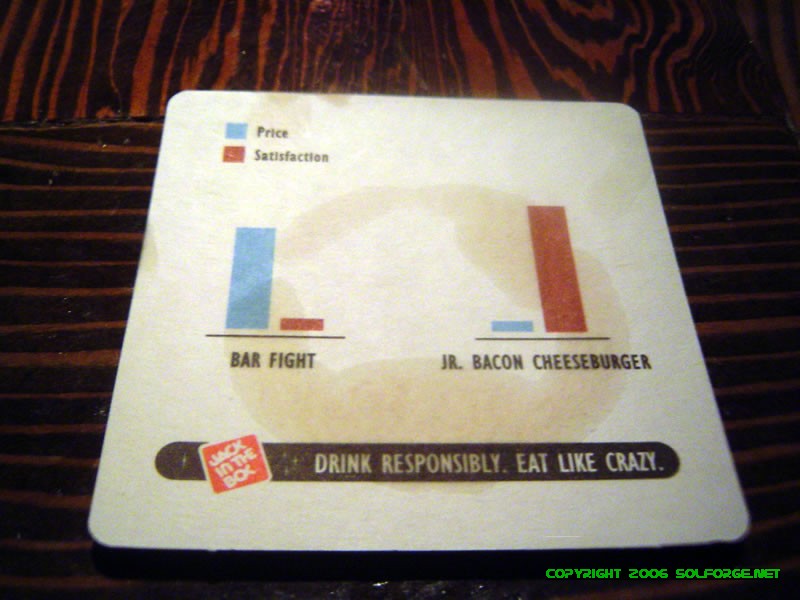 Price
Satisfaction
BAR FIGHT
JR. BACON CHEESEBURGER
JACK
IN THE
BOX
DRINK RESPONSIBLY. EAT LIKE CRAZY.
COPYRIGHT 2006 SOLFORGE.NET